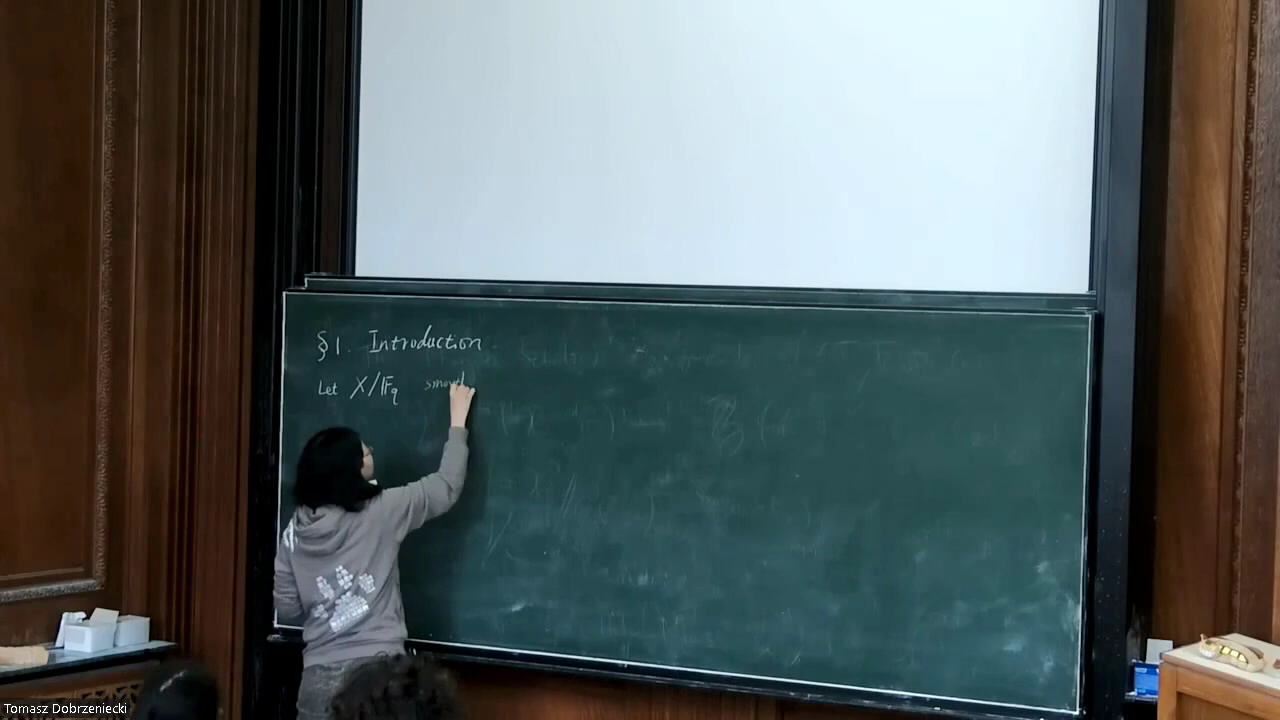 §1. Introduction
Let X/𝔽q smooth
Tomasz Dobrzeniecki